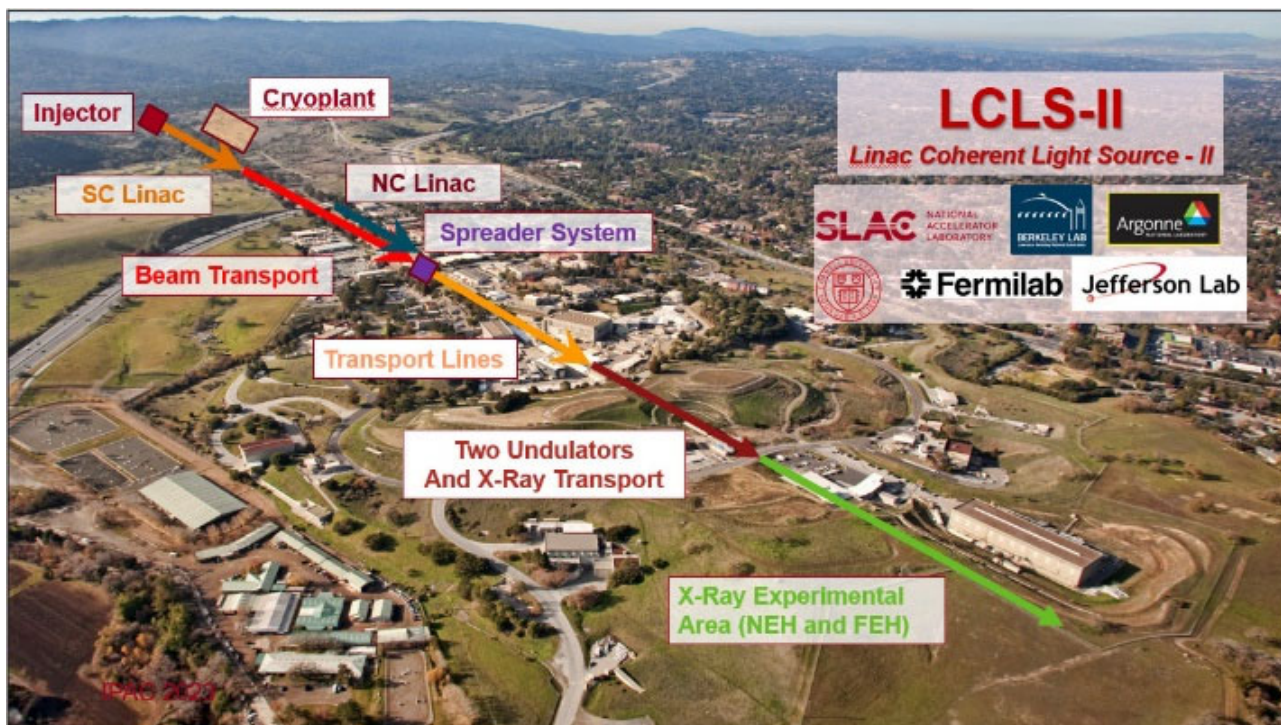 Injector
Cryoplant
SC Linac
NC Linac
Spreader System
Beam Transport
Transport Lines
Two Undulators
And X-Ray Transport
X-Ray Experimental
Area (NEH and FEH)
LCLS-II
Linac Coherent Light Source - II
SLAC NATIONAL
ACCELERATOR
LABORATORY
BERKELEY LAB
Argonne
NATIONAL LABORATORY
Fermilab
Jefferson Lab
IPAC 2023